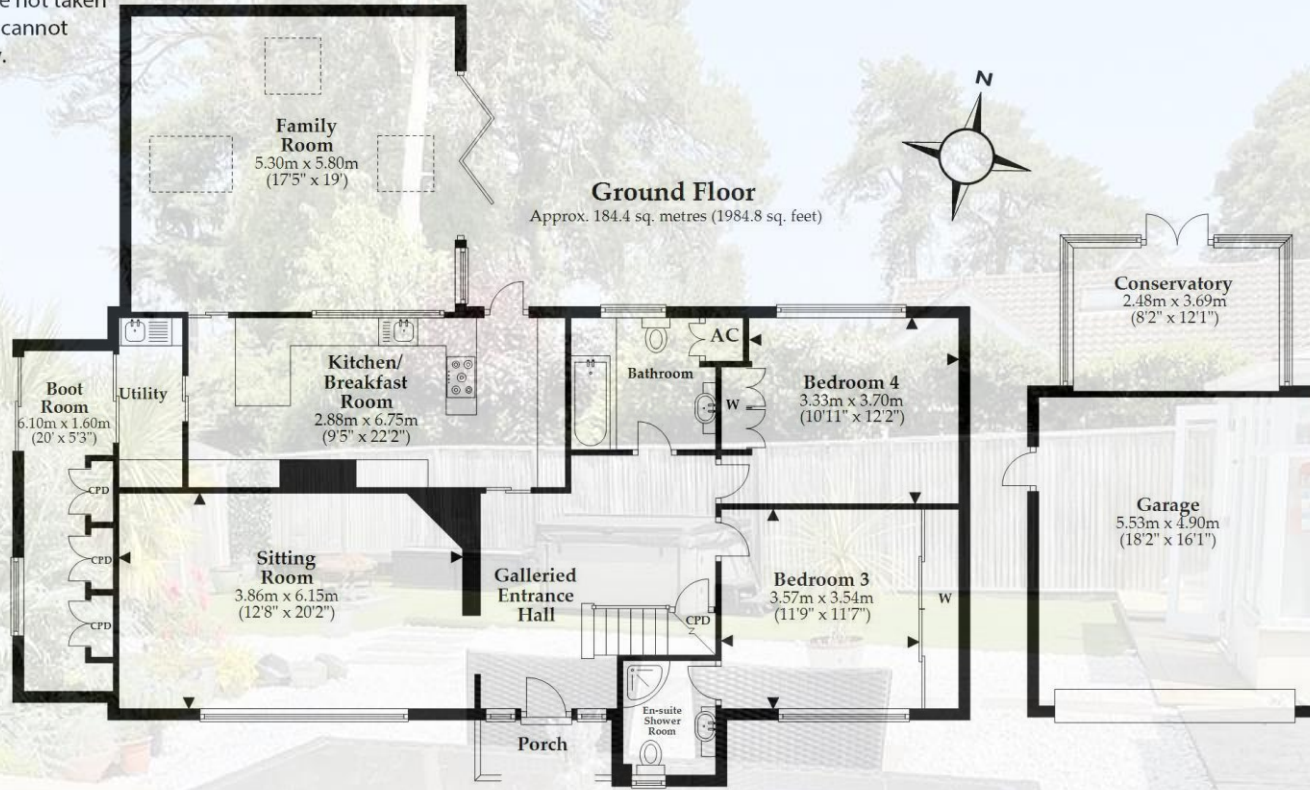 e not taken
cannot
y.
Family
Room
5.30m x 5.80m
(17'5" x 19')
N
Ground Floor
Approx. 184.4 sq. metres (1984.8 sq. feet)
Conservatory
2.48m x 3.69m
(8'2" x 12'1")
Boot
Room
6.10m x 1.60m
(20' x 5'3")
Utility
Kitchen/
Breakfast
Room
2.88m x 6.75m
(9'5" x 22'2")
Bathroom
AC
W
Bedroom 4
3.33m x 3.70m
(10'11" x 12'2")
Garage
5.53m x 4.90m
(18'2" x 16'1")
CPD
CPD
CPD
Sitting
Room
3.86m x 6.15m
(12'8" x 20'2")
Galleried
Entrance
Hall
CPD
Bedroom 3
3.57m x 3.54m
(11'9" x 11'7")
W
En-suite
Shower
Room
Porch